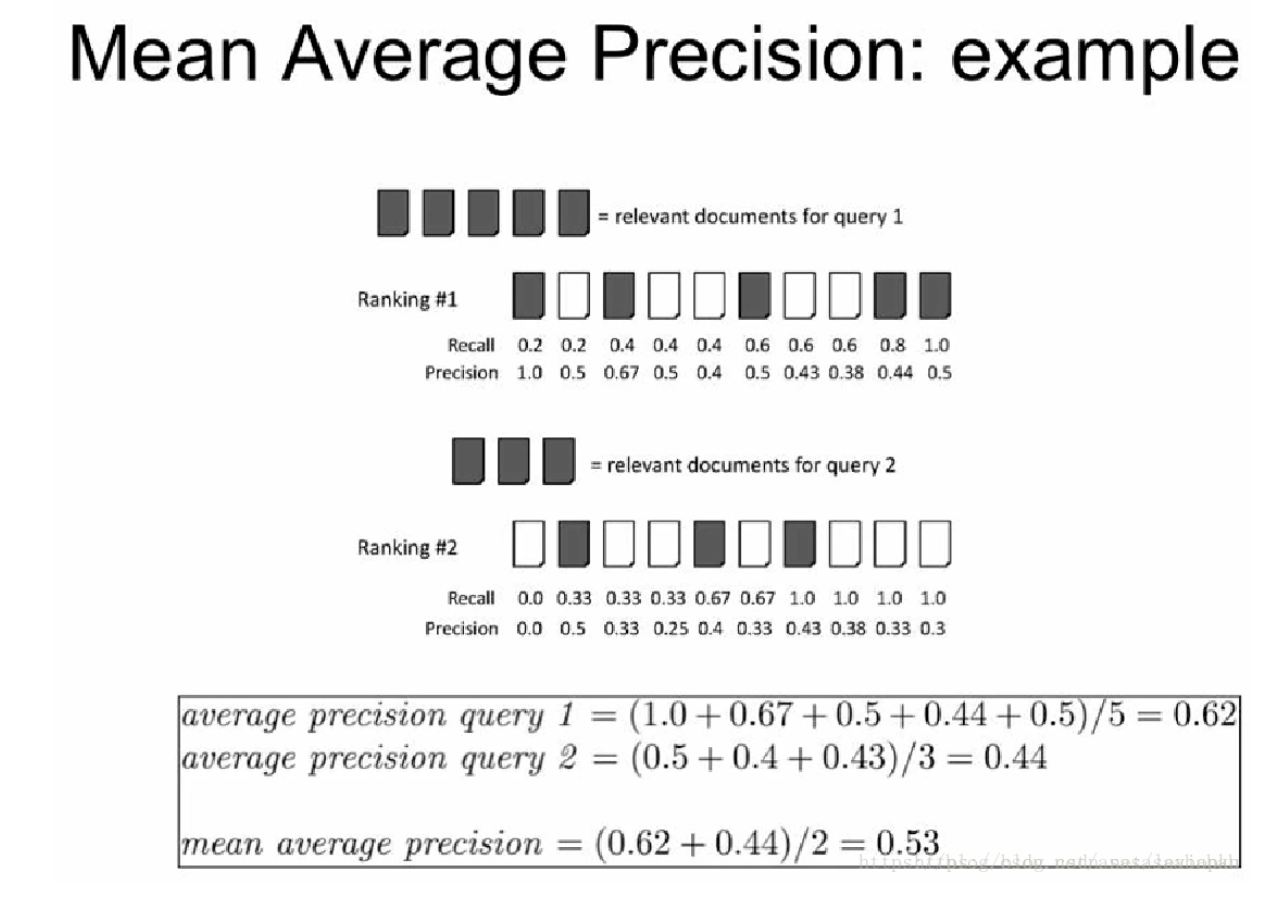 Mean Average Precision: example
= relevant documents for query 1
Ranking #1
Recall 0.2 0.2 0.4 0.4 0.4 0.6 0.6 0.6 0.8 1.0
Precision 1.0 0.5 0.67 0.5 0.4 0.5 0.43 0.38 0.44 0.5
= relevant documents for query 2
Ranking #2
Recall 0.0 0.33 0.33 0.33 0.67 0.67 1.0 1.0 1.0 1.0
Precision 0.0 0.5 0.33 0.25 0.4 0.33 0.43 0.38 0.33 0.3
average precision query 1 = (1.0 + 0.67 + 0.5 + 0.44 + 0.5)/5 = 0.62
average precision query 2 = (0.5 + 0.4 + 0.43)/3 = 0.44
mean average precision = (0.62 + 0.44)/2 = 0.53